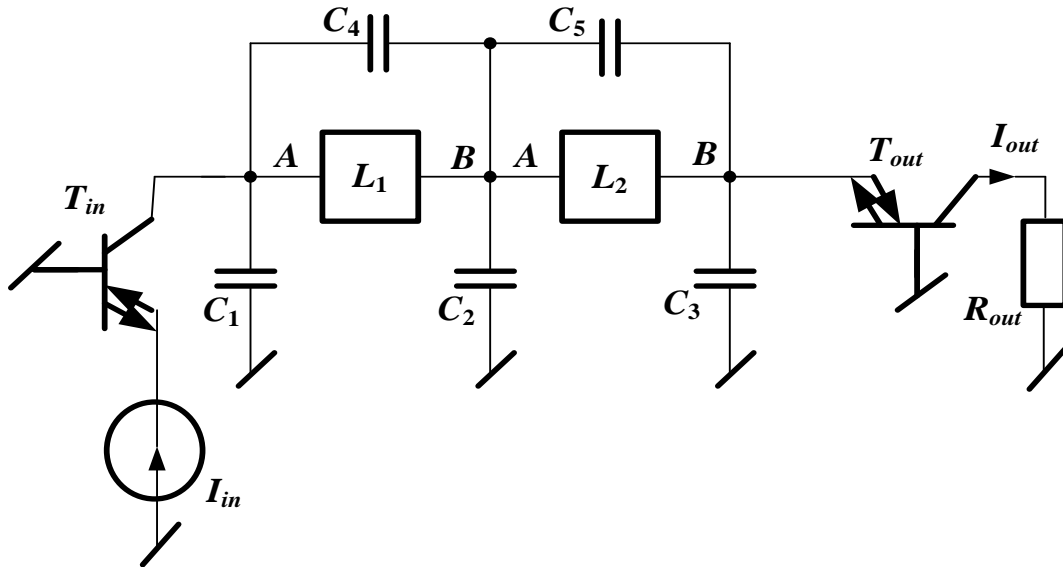 C4 C5
A L1 B A L2 B Tout Iout
Tin
C1 C2 C3 Rout
Iin